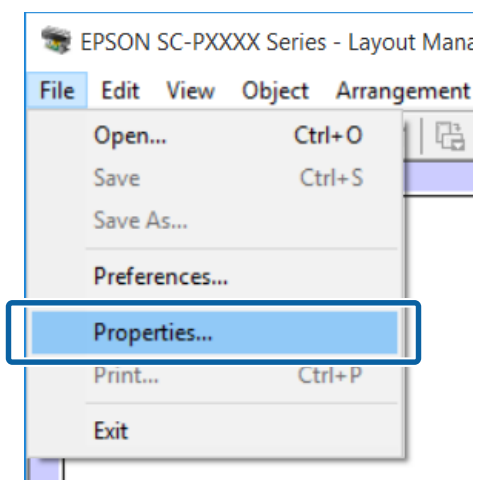 EPSON SC-PXXXX Series - Layout Mana
File Edit View Object Arrangement
Open... Ctrl+O
Save Ctrl+S
Save As...
Preferences...
Properties...
Print... Ctrl+P
Exit